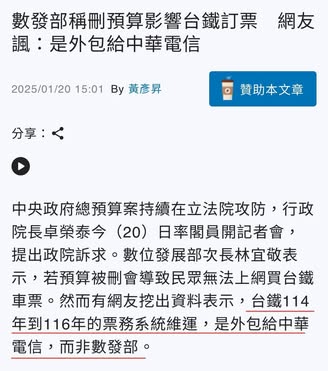 數發部稱刪預算影響台鐵訂票　網友
諷：是外包給中華電信
2025/01/20 15:01 By 黃彥昇
贊助本文章
分享：
中央政府總預算案持續在立法院攻防，行政
院長卓榮泰今（20）日率閣員開記者會，
提出政院訴求。數位發展部次長林宜敬表
示，若預算被刪會導致民眾無法上網買台鐵
車票。然而有網友挖出資料表示，台鐵114
年到116年的票務系統維運，是外包給中華
電信，而非數發部。